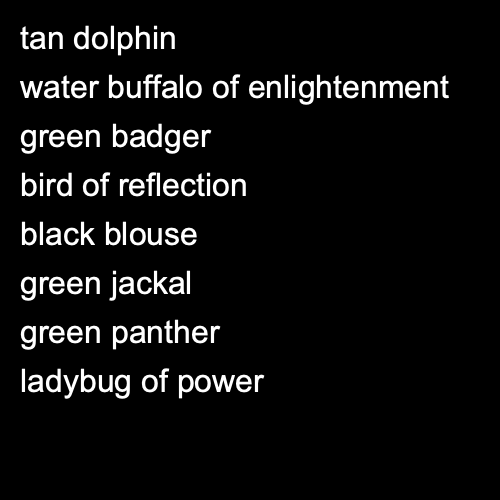 tan dolphin
water buffalo of enlightenment
green badger
bird of reflection
black blouse
green jackal
green panther
ladybug of power